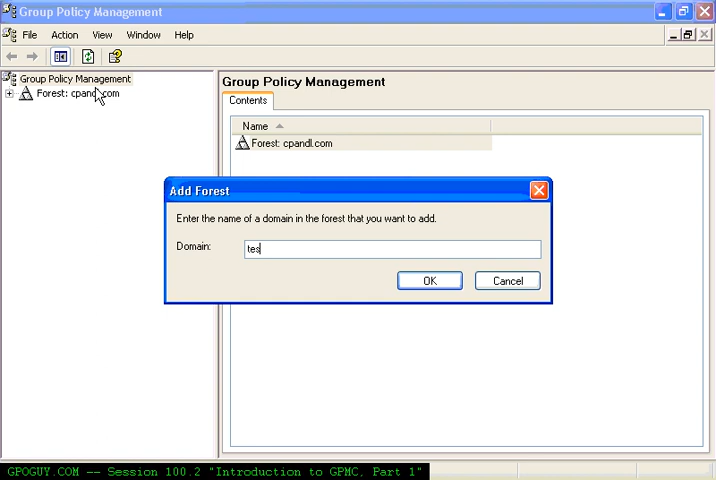 Group Policy Management
File Action View Window Help
Group Policy Management
Forest: cpandl.com
Group Policy Management
Contents
Name
Forest: cpandl.com
Add Forest
Enter the name of a domain in the forest that you want to add.
Domain: tes
OK Cancel
GPOGUY.COM -- Session 100.2 "Introduction to GPMC, Part 1"